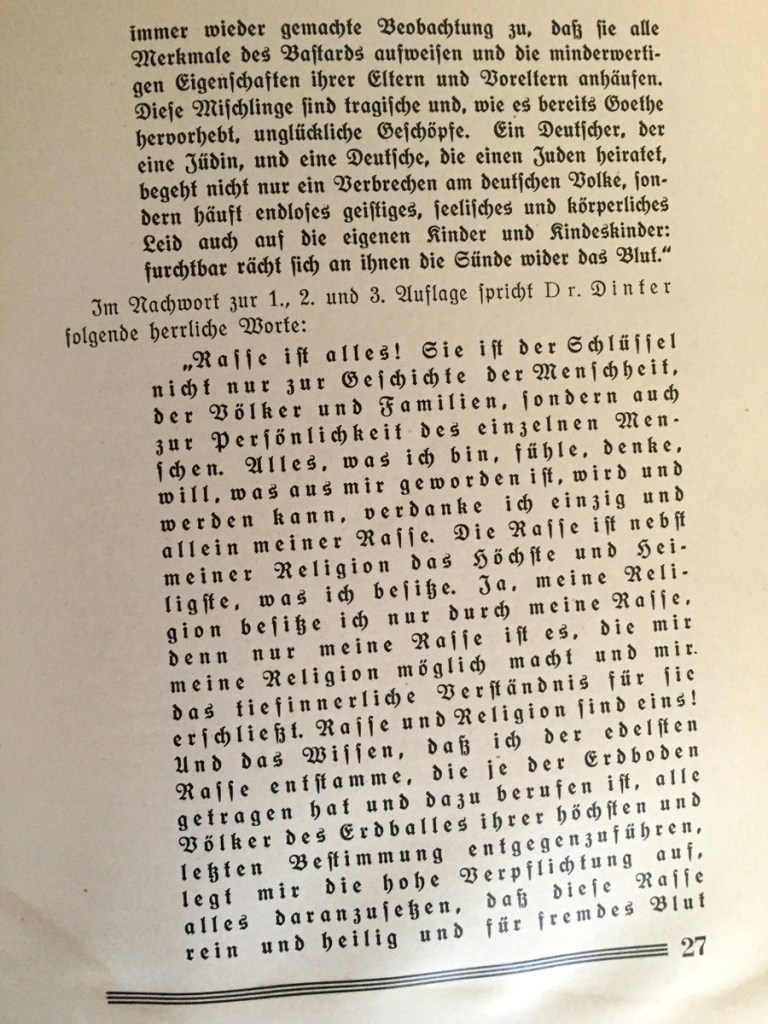 immer wieder gemachte Beobachtung zu, daß sie alle
Merkmale des Bastards aufweisen und die minderwerti-
gen Eigenschaften ihrer Eltern und Voreltern anhäufen.
Diese Mischlinge sind tragische und, wie es bereits Goethe
hervorhebt, unglückliche Geschöpfe. Ein Deutscher, der
eine Jüdin, und eine Deutsche, die einen Juden heiratet,
begeht nicht nur ein Verbrechen am deutschen Volke, son-
dern häuft endloses geistiges, seelisches und körperliches
Leid auch auf die eigenen Kinder und Kindeskinder:
furchtbar rächt sich an ihnen die Sünde wider das Blut.“
Im Nachwort zur 1., 2. und 3. Auflage spricht Dr. Dinter
folgende herrliche Worte:
„Rasse ist alles! Sie ist der Schlüssel
nicht nur zur Geschichte der Menschheit,
der Völker und Familien, sondern auch
zur Persönlichkeit des einzelnen Men-
schen. Alles, was ich bin, fühle, denke,
will, was aus mir geworden ist, wird und
werden kann, verdanke ich einzig und
allein meiner Rasse. Die Rasse ist nebst
meiner Religion das Höchste und Hei-
ligste, was ich besitze. Ja, meine Reli-
gion besitze ich nur durch meine Rasse,
denn nur meine Rasse ist es, die mir
meine Religion möglich macht und mir.
das tiefinnerliche Verständnis für sie
erschließt. Rasse und Religion sind eins!
Und das Wissen, daß ich der edelsten
Rasse entstamme, die je der Erdboden
getragen hat und dazu berufen ist, alle
Völker des Erdballes ihrer höchsten und
letzten Bestimmung entgegenzuführen,
legt mir die hohe Verpflichtung auf,
alles daranzusetzen, daß diese Rasse
rein und heilig und für fremdes Blut
27